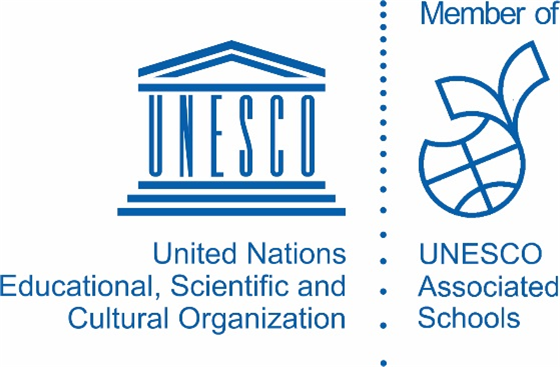 UNESCO
United Nations
Educational, Scientific and
Cultural Organization
Member of
UNESCO
Associated
Schools